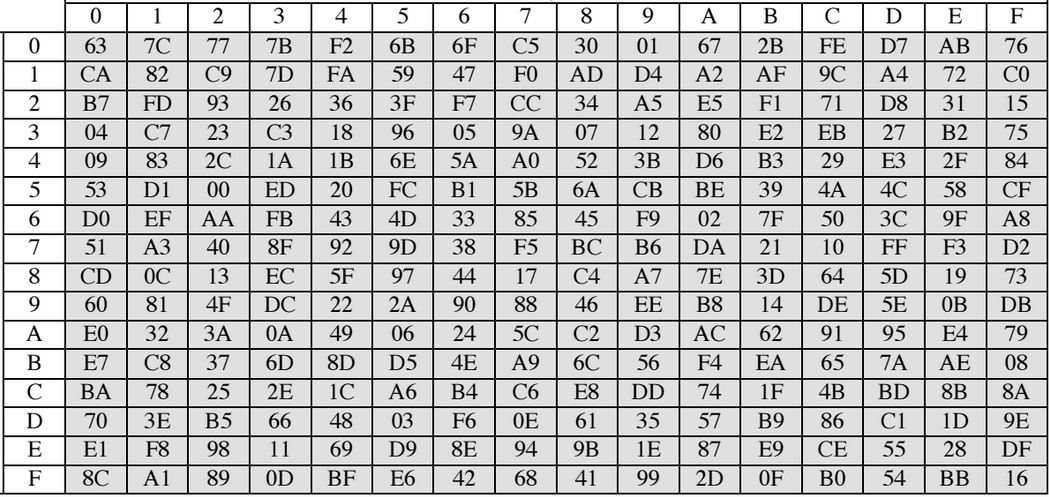 0 1 2 3 4 5 6 7 8 9 A B C D E F
0 63 7C 77 7B F2 6B 6F C5 30 01 67 2B FE D7 AB 76
1 CA 82 C9 7D FA 59 47 F0 AD D4 A2 AF 9C A4 72 C0
2 B7 FD 93 26 36 3F F7 CC 34 A5 E5 F1 71 D8 31 15
3 04 C7 23 C3 18 96 05 9A 07 12 80 E2 EB 27 B2 75
4 09 83 2C 1A 1B 6E 5A A0 52 3B D6 B3 29 E3 2F 84
5 53 D1 00 ED 20 FC B1 5B 6A CB BE 39 4A 4C 58 CF
6 D0 EF AA FB 43 4D 33 85 45 F9 02 7F 50 3C 9F A8
7 51 A3 40 8F 92 9D 38 F5 BC B6 DA 21 10 FF F3 D2
8 CD 0C 13 EC 5F 97 44 17 C4 A7 7E 3D 64 5D 19 73
9 60 81 4F DC 22 2A 90 88 46 EE B8 14 DE 5E 0B DB
A E0 32 3A 0A 49 06 24 5C C2 D3 AC 62 91 95 E4 79
B E7 C8 37 6D 8D D5 4E A9 6C 56 F4 EA 65 7A AE 08
C BA 78 25 2E 1C A6 B4 C6 E8 DD 74 1F 4B BD 8B 8A
D 70 3E B5 66 48 03 F6 0E 61 35 57 B9 86 C1 1D 9E
E E1 F8 98 11 69 D9 8E 94 9B 1E 87 E9 CE 55 28 DF
F 8C A1 89 0D BF E6 42 68 41 99 2D 0F B0 54 BB 16